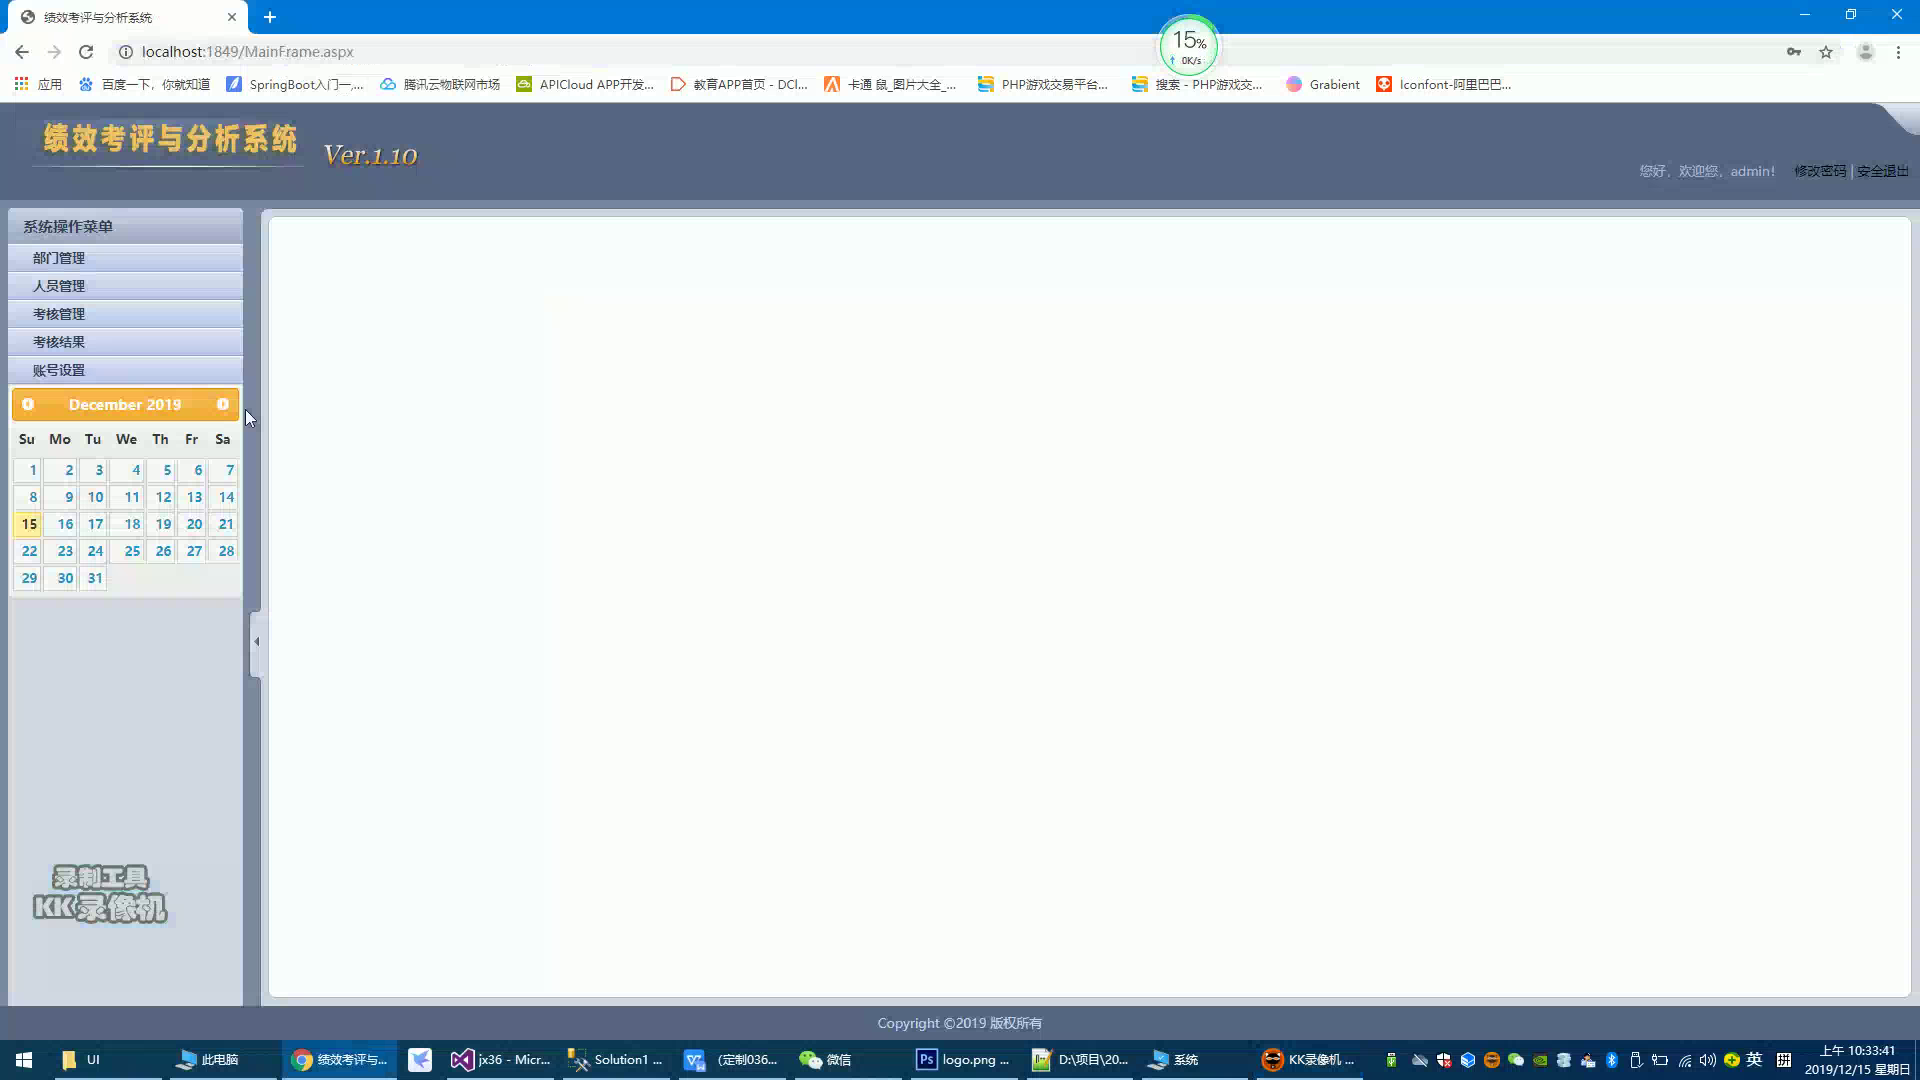 绩效考评与分析系统
localhost:1849/MainFrame.aspx
15%
0K/s
应用
百度一下，你就知道
SpringBoot入门一,...
腾讯云物联网市场
APICloud APP开发...
教育APP首页 - DCl...
卡通 鼠_图片大全_...
PHP游戏交易平台...
搜索 - PHP游戏交...
Grabient
Iconfont-阿里巴巴...
绩效考评与分析系统
Ver.1.10
您好，欢迎您，admin!
修改密码 | 安全退出
系统操作菜单
部门管理
人员管理
考核管理
考核结果
账号设置
December 2019
Su Mo Tu We Th Fr Sa
1 2 3 4 5 6 7
8 9 10 11 12 13 14
15 16 17 18 19 20 21
22 23 24 25 26 27 28
29 30 31
录制工具
KK录像机
Copyright ©2019 版权所有
UI
此电脑
绩效考评与...
jx36 - Micr...
Solution1 ...
(定制036...
微信
Ps logo.png ...
D:\项目\20...
系统
KK录像机 ...
英
拼
上午 10:33:41
2019/12/15 星期日